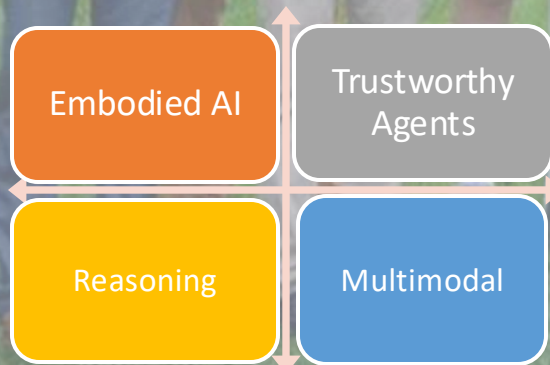 Embodied AI
Trustworthy
Agents
Reasoning
Multimodal